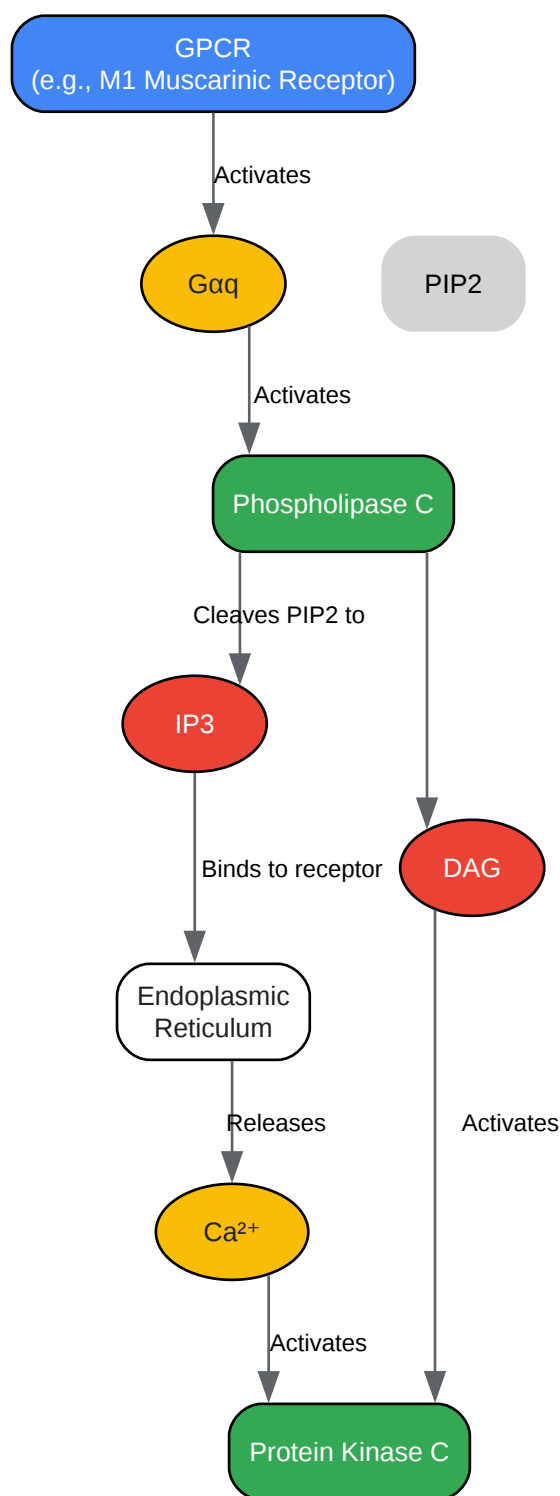 GPCR
(e.g., M1 Muscarinic Receptor)
Activates
Gαq
PIP2
Activates
Phospholipase C
Cleaves PIP2 to
IP3
Binds to receptor
DAG
Endoplasmic
Reticulum
Releases
Activates
Ca²⁺
Activates
Protein Kinase C